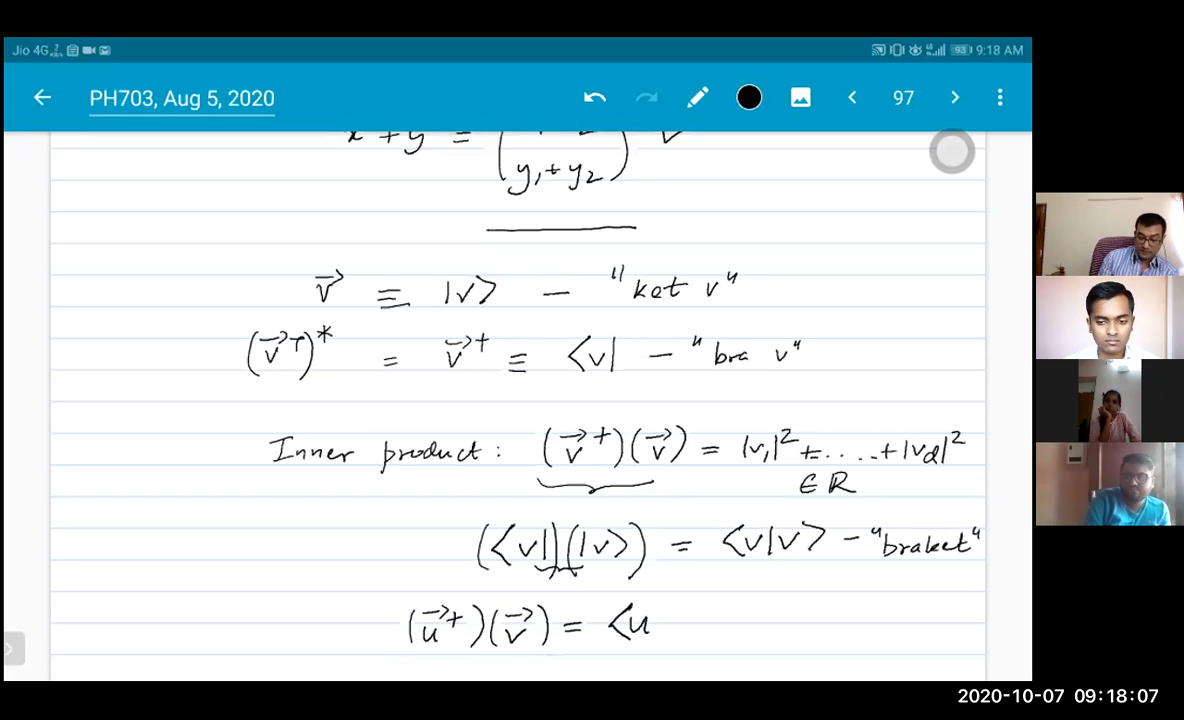 Jio 4G 9:18 AM
93
PH703, Aug 5, 2020 97
x + y ≡
y₁ + y₂
v⃗ ≡ |v> – "ket v"
(v⃗ᵀ)* = v⃗† ≡ <v| – "bra v"
Inner product : (v⃗†)(v⃗) = |v₁|² + .... + |v_d|²
∈ R
(<v|)(|v>) = <v|v> – "braket"
(u⃗†)(v⃗) = <u
2020-10-07 09:18:07